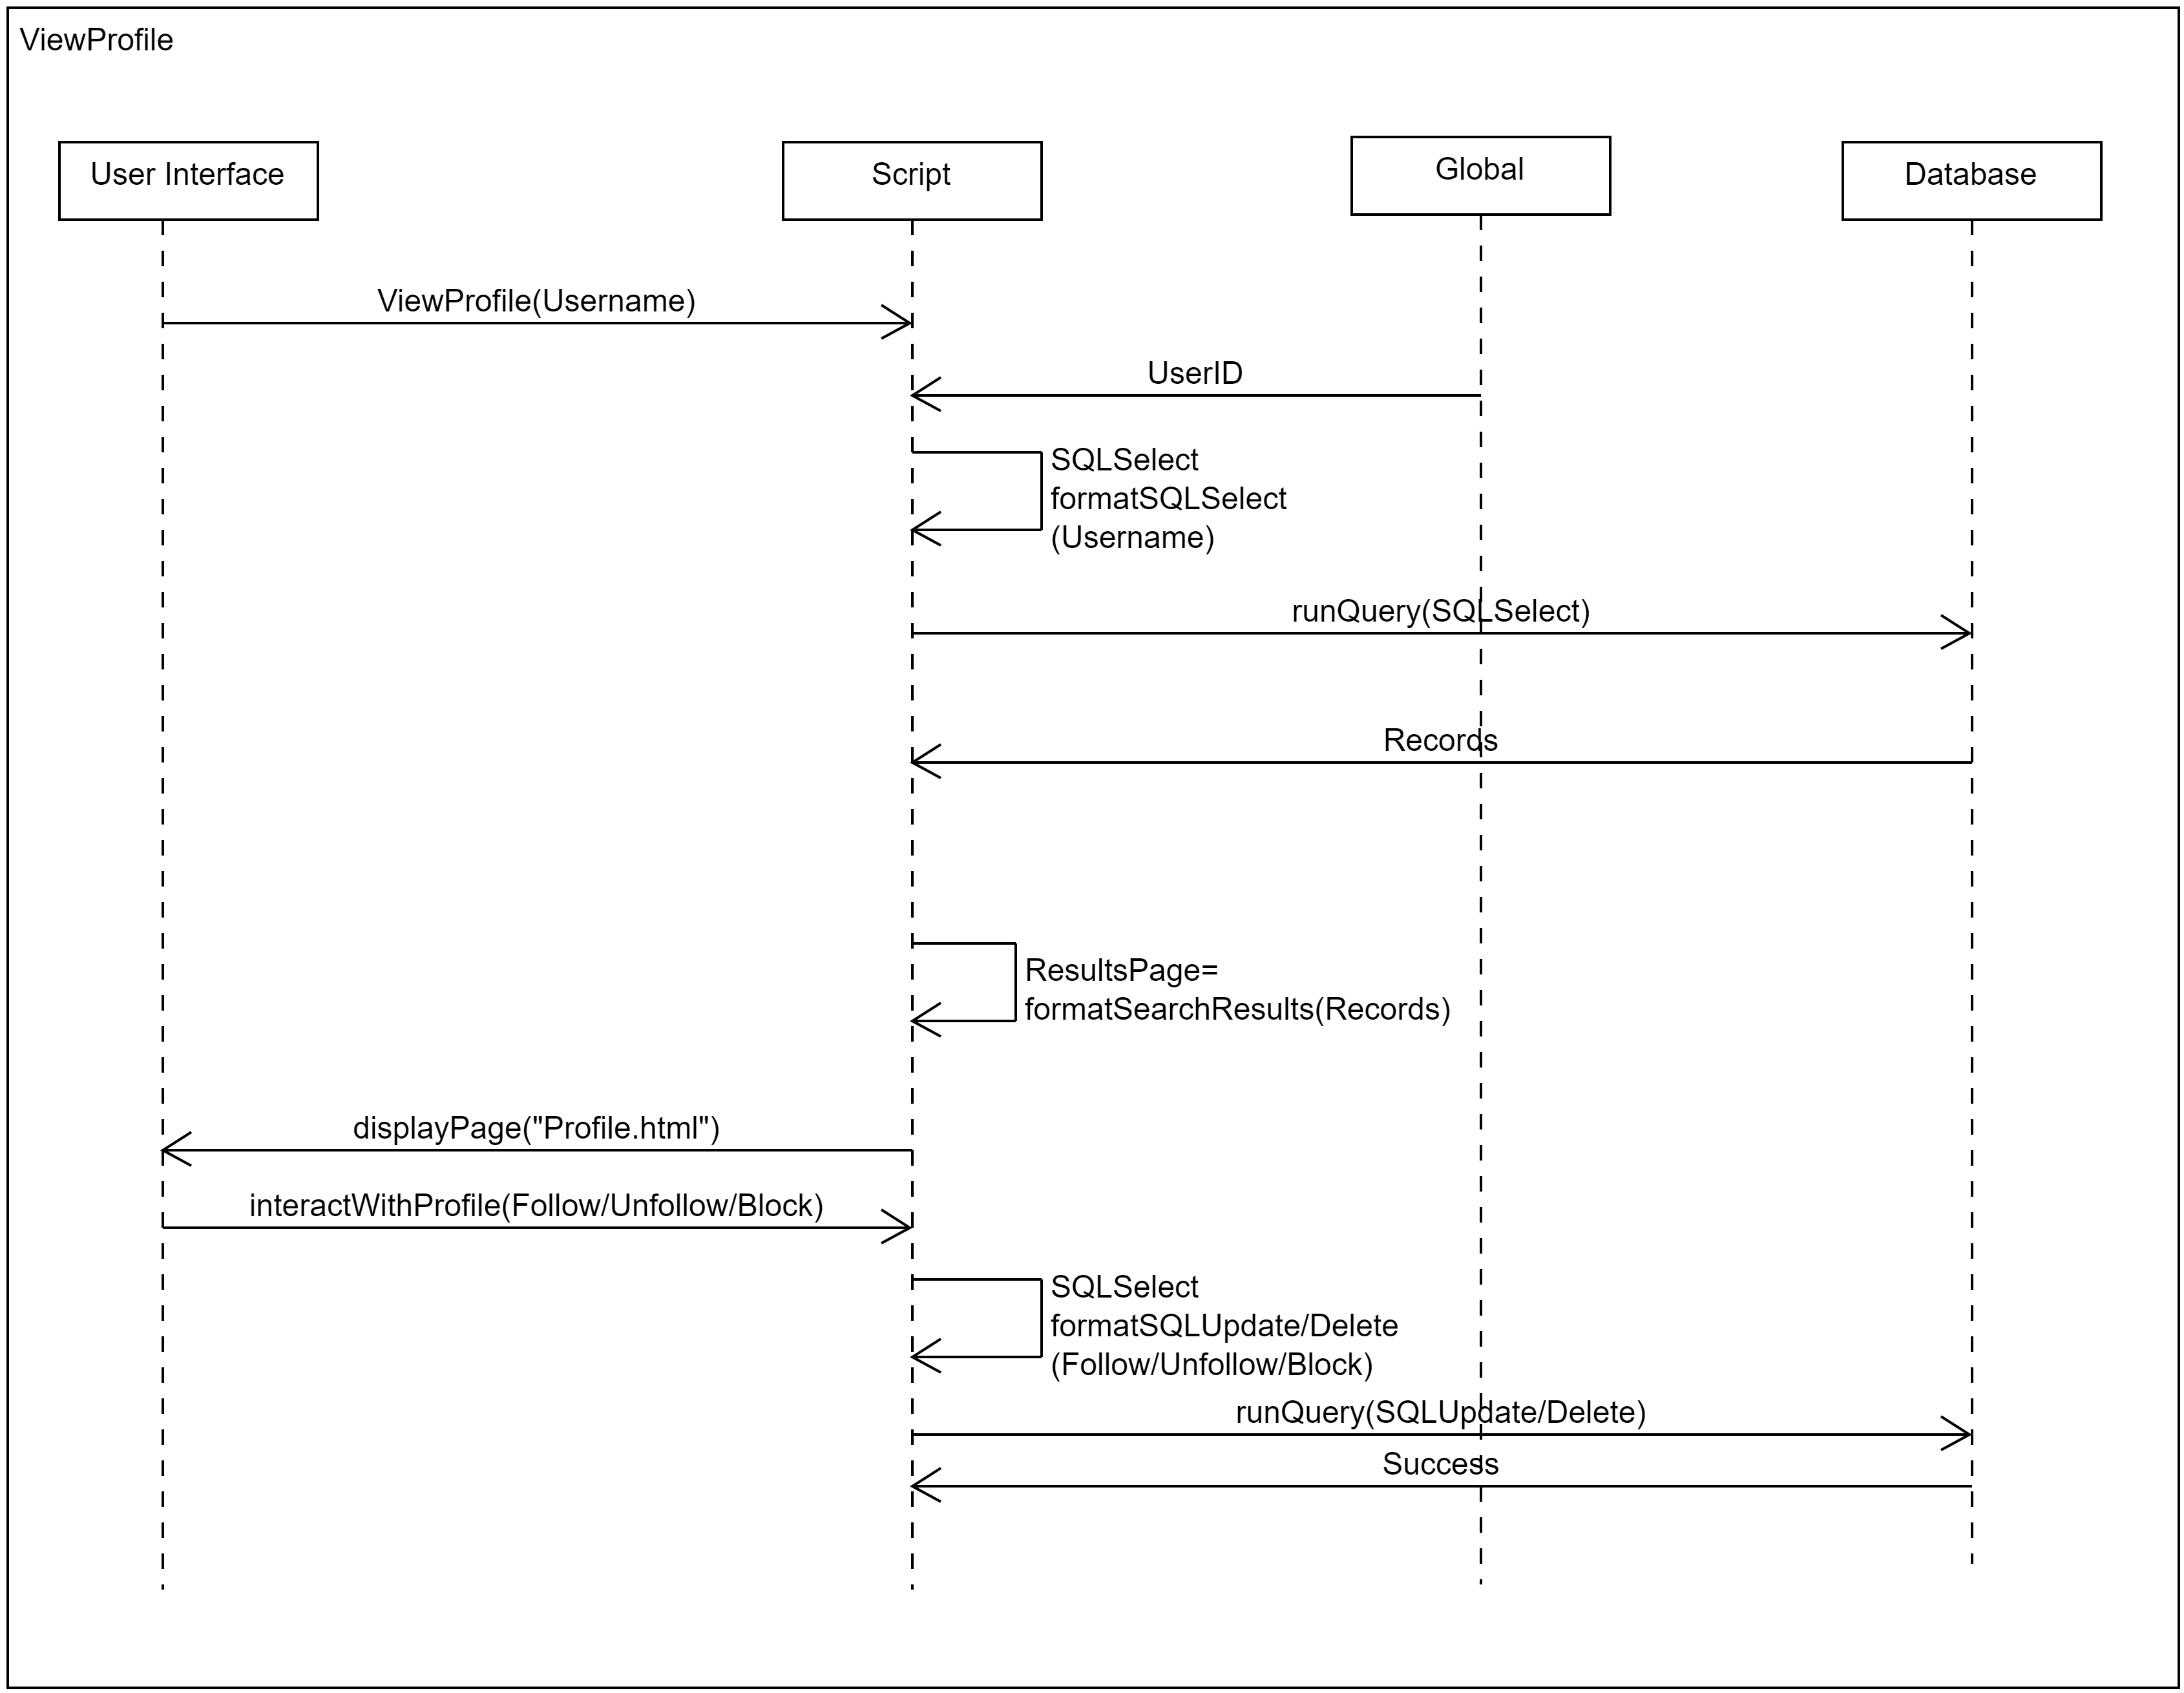 ViewProfile
User Interface
Script
Global
Database
ViewProfile(Username)
UserID
SQLSelect
formatSQLSelect
(Username)
runQuery(SQLSelect)
Records
ResultsPage=
formatSearchResults(Records)
displayPage("Profile.html")
interactWithProfile(Follow/Unfollow/Block)
SQLSelect
formatSQLUpdate/Delete
(Follow/Unfollow/Block)
runQuery(SQLUpdate/Delete)
Success